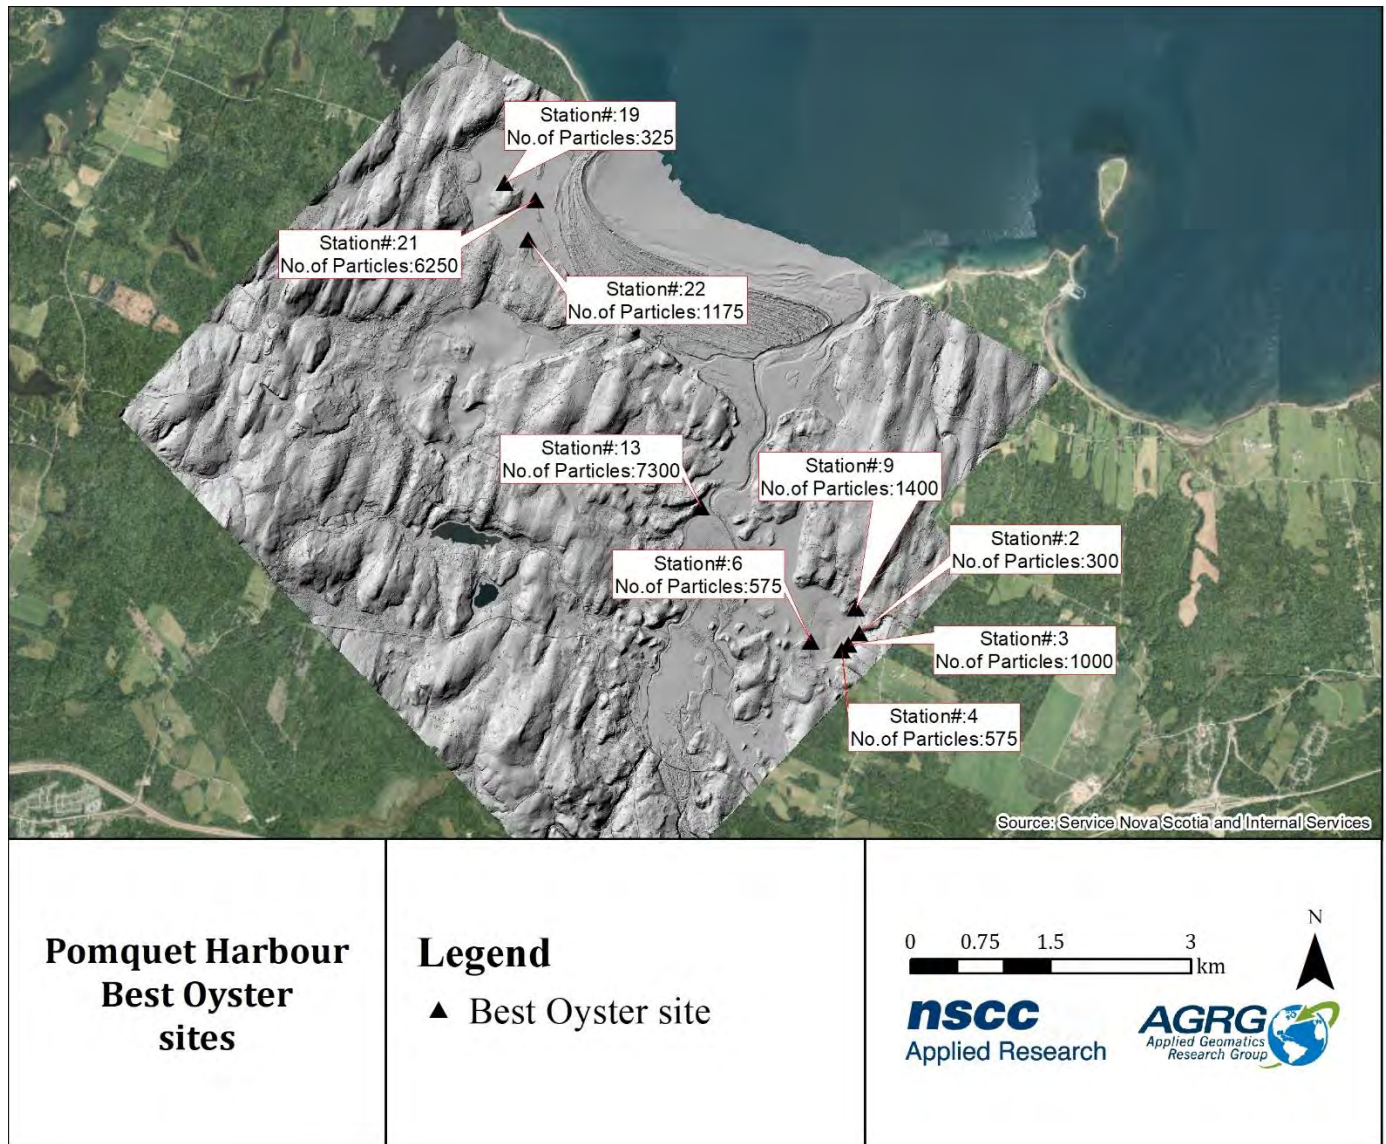 Station#:19
No.of Particles:325
Station#:21
No.of Particles:6250
Station#:22
No.of Particles:1175
Station#:13
No.of Particles:7300
Station#:9
No.of Particles:1400
Station#:2
No.of Particles:300
Station#:6
No.of Particles:575
Station#:3
No.of Particles:1000
Station#:4
No.of Particles:575
Source: Service Nova Scotia and Internal Services
Pomquet Harbour
Best Oyster
sites
Legend
Best Oyster site
0 0.75 1.5 3
km
N
nscc
Applied Research
AGRG
Applied Geomatics
Research Group